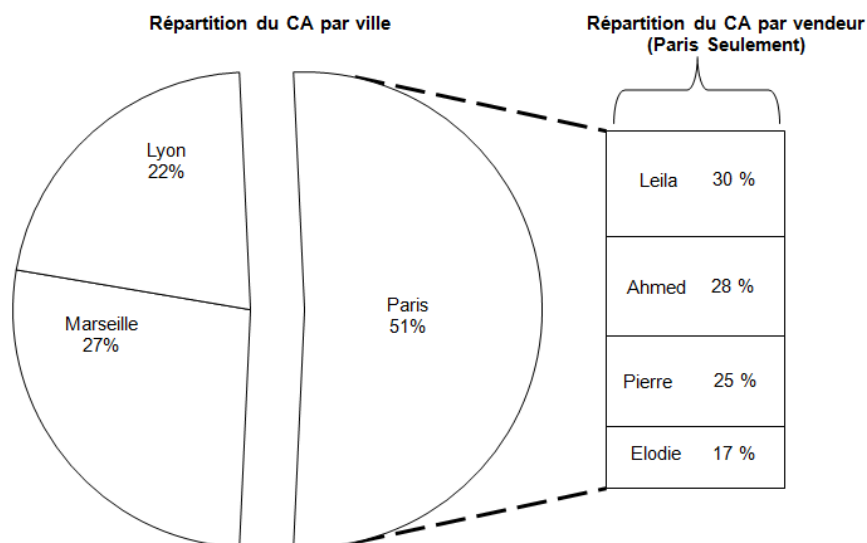 Répartition du CA par ville
Répartition du CA par vendeur
(Paris Seulement)
Lyon
22%
Marseille
27%
Paris
51%
Leila 30 %
Ahmed 28 %
Pierre 25 %
Elodie 17 %